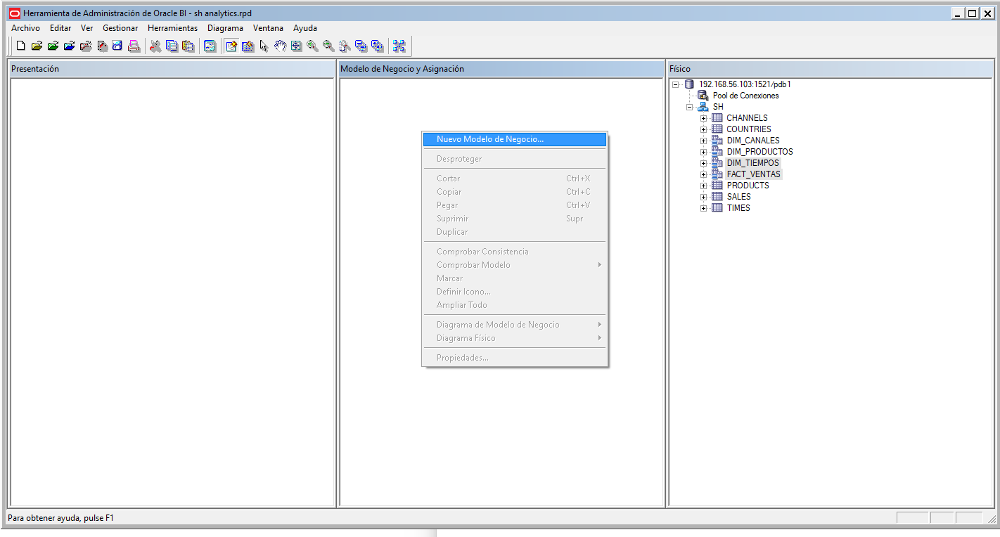 Herramienta de Administración de Oracle BI - sh analytics.rpd
Archivo Editar Ver Gestionar Herramientas Diagrama Ventana Ayuda
Presentación
Modelo de Negocio y Asignación
Nuevo Modelo de Negocio...
Desproteger
Cortar Ctrl+X
Copiar Ctrl+C
Pegar Ctrl+V
Suprimir Supr
Duplicar
Comprobar Consistencia
Comprobar Modelo
Marcar
Definir Icono...
Ampliar Todo
Diagrama de Modelo de Negocio
Diagrama Físico
Propiedades...
Físico
192.168.56.103:1521/pdb1
Pool de Conexiones
SH
CHANNELS
COUNTRIES
DIM_CANALES
DIM_PRODUCTOS
DIM_TIEMPOS
FACT_VENTAS
PRODUCTS
SALES
TIMES
Para obtener ayuda, pulse F1